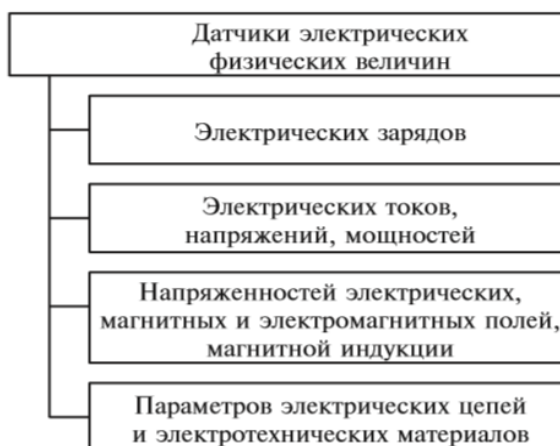 Датчики электрических
физических величин
Электрических зарядов
Электрических токов,
напряжений, мощностей
Напряженностей электрических,
магнитных и электромагнитных полей,
магнитной индукции
Параметров электрических цепей
и электротехнических материалов